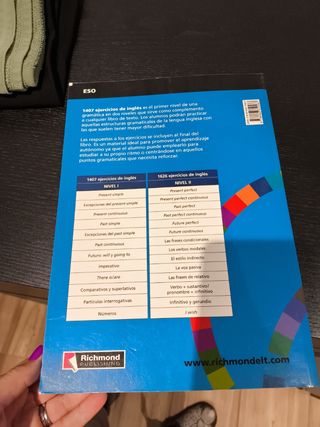 ESO
1407 ejercicios de inglés es el primer nivel de una
gramática en dos niveles que sirve como complemento
a cualquier libro de texto. Los alumnos podrán practicar
aquellas estructuras gramaticales de la lengua inglesa con
las que suelen tener mayor dificultad.
Las respuestas a los ejercicios se incluyen al final del
libro. Es un material ideal para promover el aprendizaje
autónomo ya que el alumno puede emplearlo para
estudiar a su propio ritmo o centrándose en aquellos
puntos gramaticales que necesita reforzar.
1407 ejercicios de inglés
NIVEL I
Present simple
Excepciones del present simple
Present continuous
Past simple
Excepciones del past simple
Past continuous
Future: will y going to
Imperativo
There is/are
Comparativos y superlativos
Partículas interrogativas
Números
1626 ejercicios de inglés
NIVEL II
Present perfect
Present perfect continuous
Past perfect
Past perfect continuous
Future perfect
Future continuous
Las frases condicionales
Los verbos modales
El estilo indirecto
La voz pasiva
Las frases de relativo
Verbo + sustantivo/
pronombre + infinitivo
Infinitivo y gerundio
I wish
Richmond
PUBLISHING
www.richmondelt.com